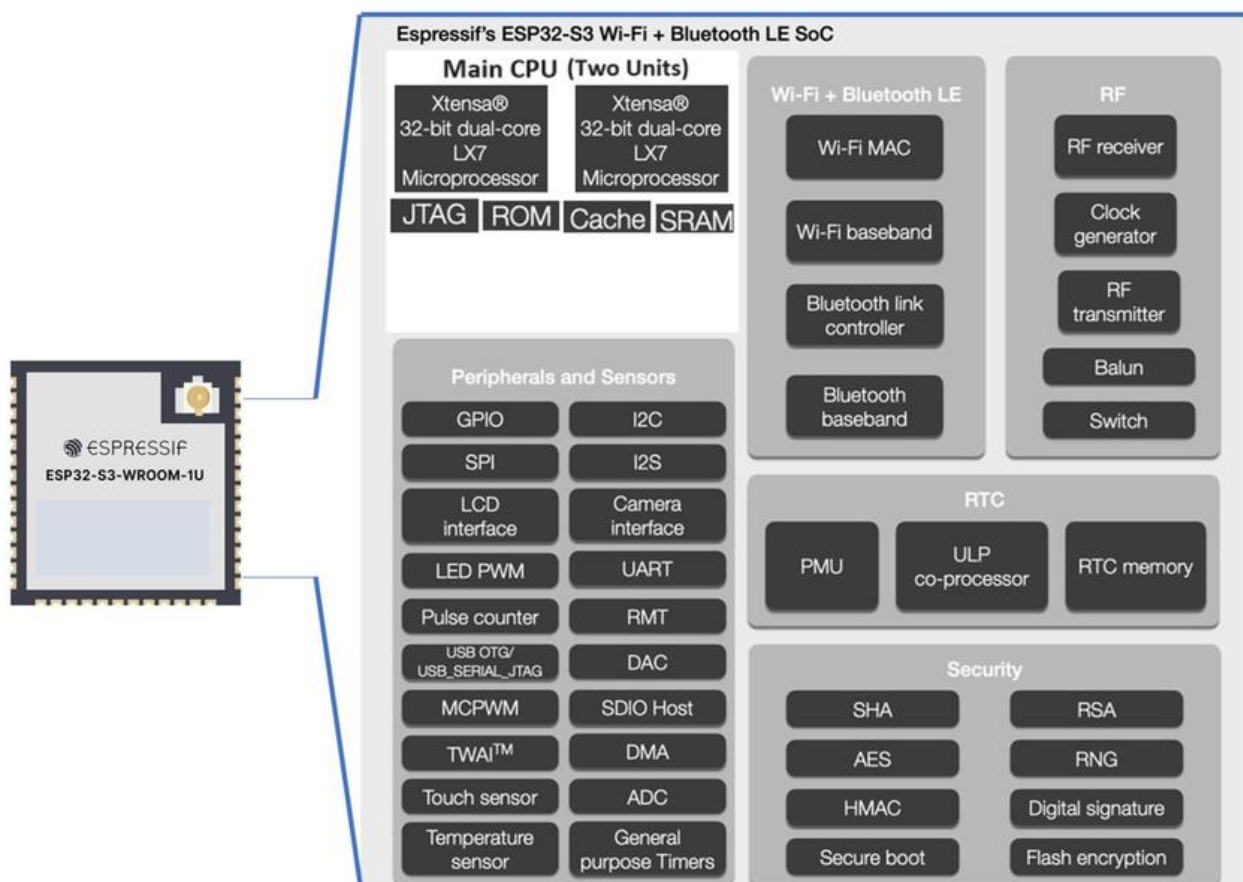 Espressif's ESP32-S3 Wi-Fi + Bluetooth LE SoC
Main CPU (Two Units)
Xtensa®
32-bit dual-core
LX7
Microprocessor
Xtensa®
32-bit dual-core
LX7
Microprocessor
JTAG
ROM
Cache
SRAM
Wi-Fi + Bluetooth LE
Wi-Fi MAC
Wi-Fi baseband
Bluetooth link
controller
Bluetooth
baseband
RF
RF receiver
Clock
generator
RF
transmitter
Balun
Switch
ESPRESSIF
ESP32-S3-WROOM-1U
Peripherals and Sensors
GPIO
I2C
SPI
I2S
LCD
interface
Camera
interface
LED PWM
UART
Pulse counter
RMT
USB OTG/
USB_SERIAL_JTAG
DAC
MCPWM
SDIO Host
TWAI™
DMA
Touch sensor
ADC
Temperature
sensor
General
purpose Timers
RTC
PMU
ULP
co-processor
RTC memory
Security
SHA
RSA
AES
RNG
HMAC
Digital signature
Secure boot
Flash encryption